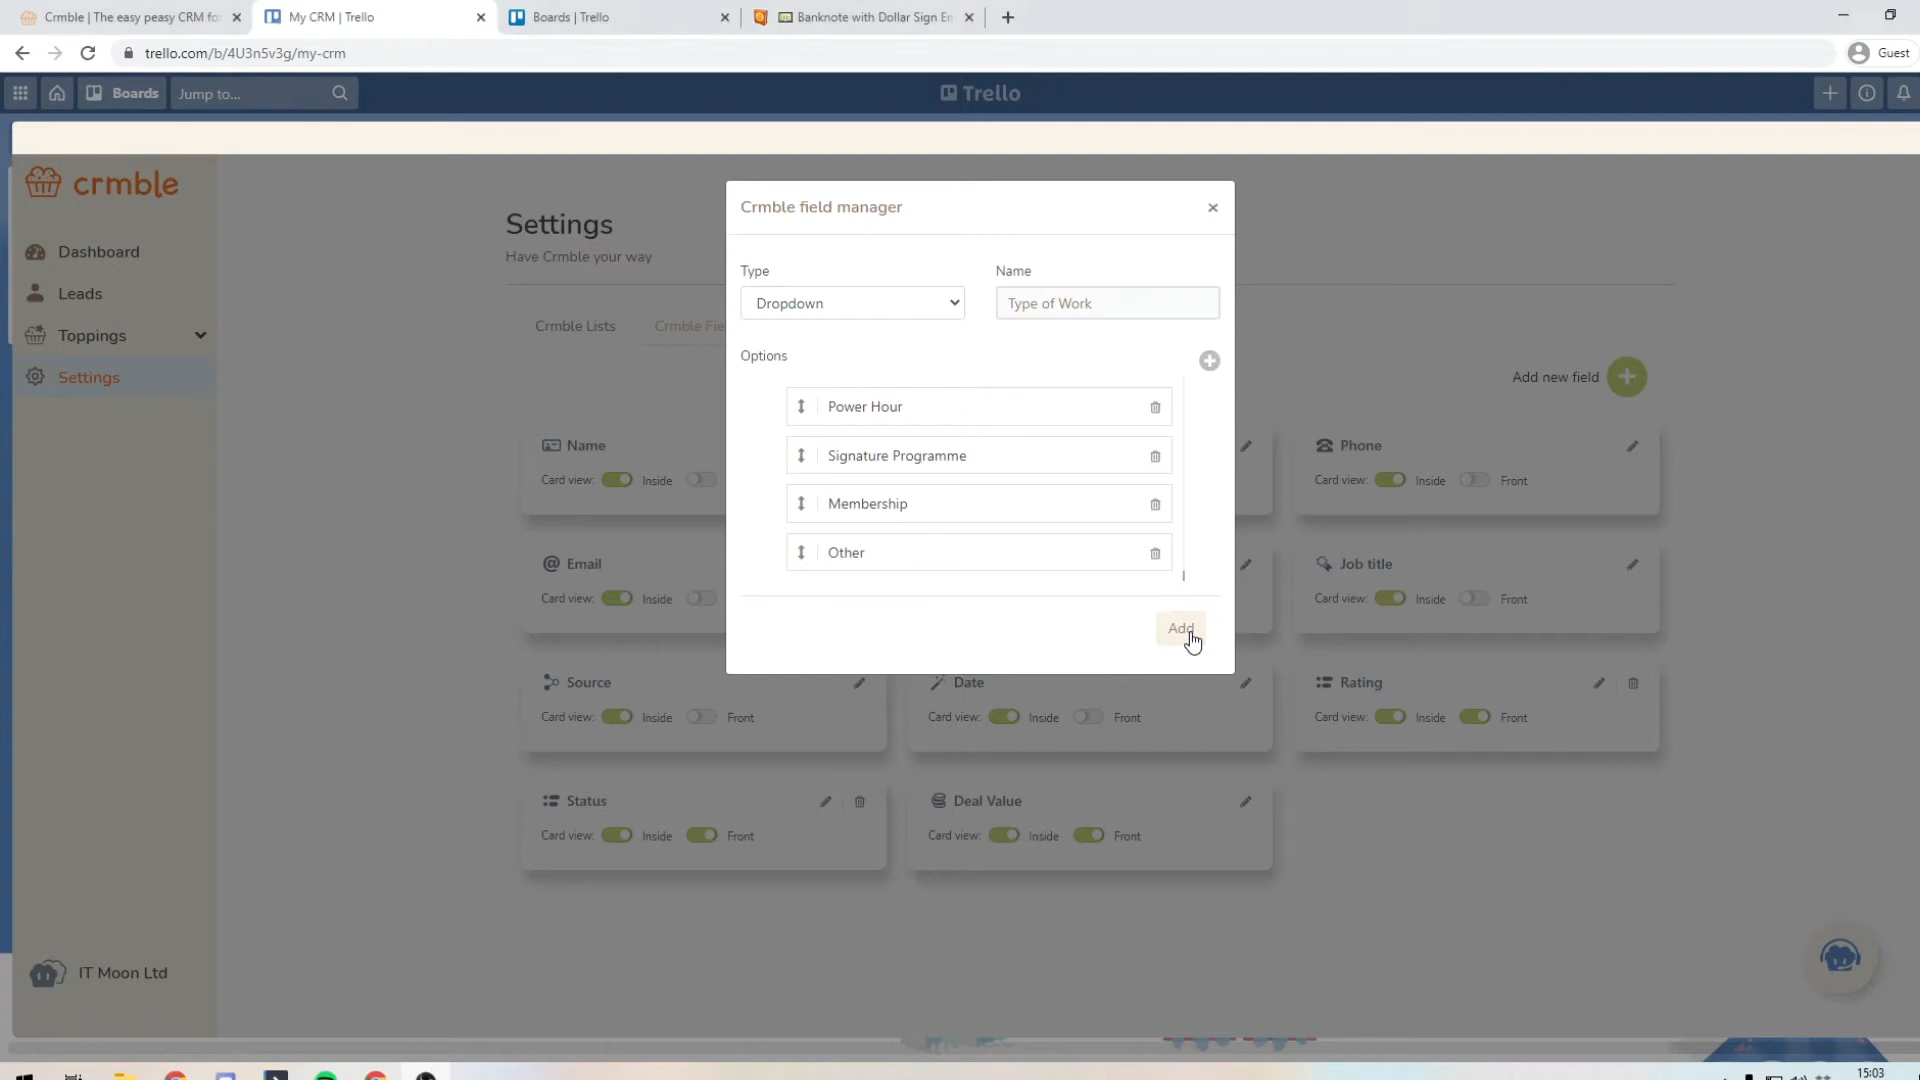 Crmble | The easy peasy CRM fo
My CRM | Trello
Boards | Trello
Banknote with Dollar Sign Em
trello.com/b/4U3n5v3g/my-crm
Guest
Boards
Jump to...
Trello
crmble
Dashboard
Leads
Toppings
Settings
IT Moon Ltd
Settings
Have Crmble your way
Crmble Lists
Crmble Fie
Add new field
Crmble field manager
Type
Name
Dropdown
Type of Work
Options
Power Hour
Signature Programme
Membership
Other
Add
Name
Card view: Inside
Phone
Card view: Inside Front
Email
Card view: Inside
Job title
Card view: Inside Front
Source
Card view: Inside Front
Date
Card view: Inside Front
Rating
Card view: Inside Front
Status
Card view: Inside Front
Deal Value
Card view: Inside Front
15:03